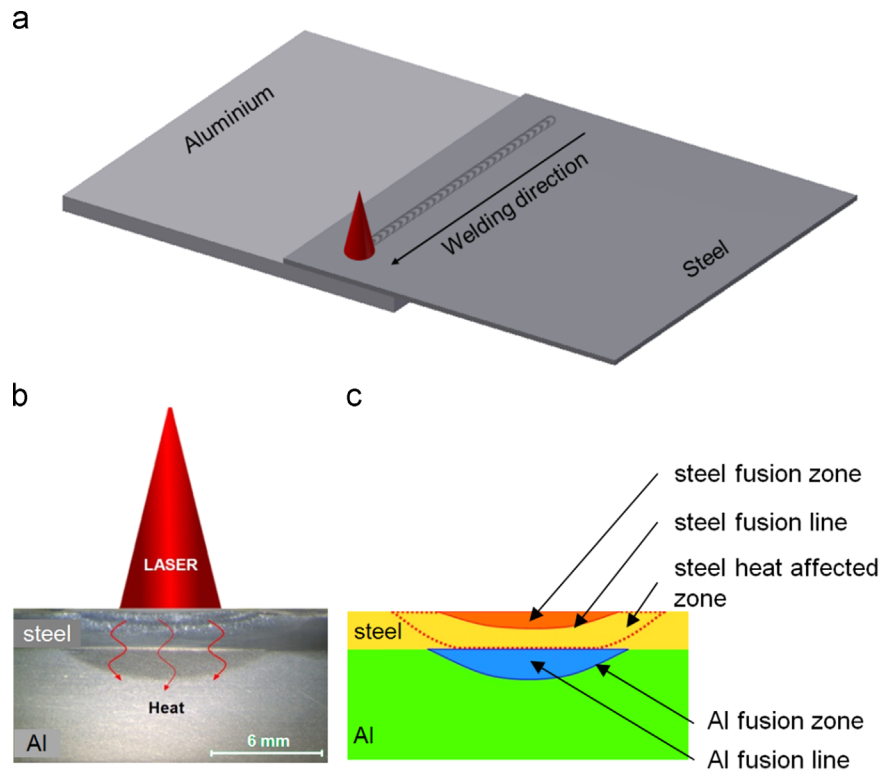 a
Aluminium
Welding direction
Steel
b
LASER
steel
Heat
Al
6 mm
c
steel fusion zone
steel fusion line
steel heat affected
zone
steel
Al
Al fusion zone
Al fusion line